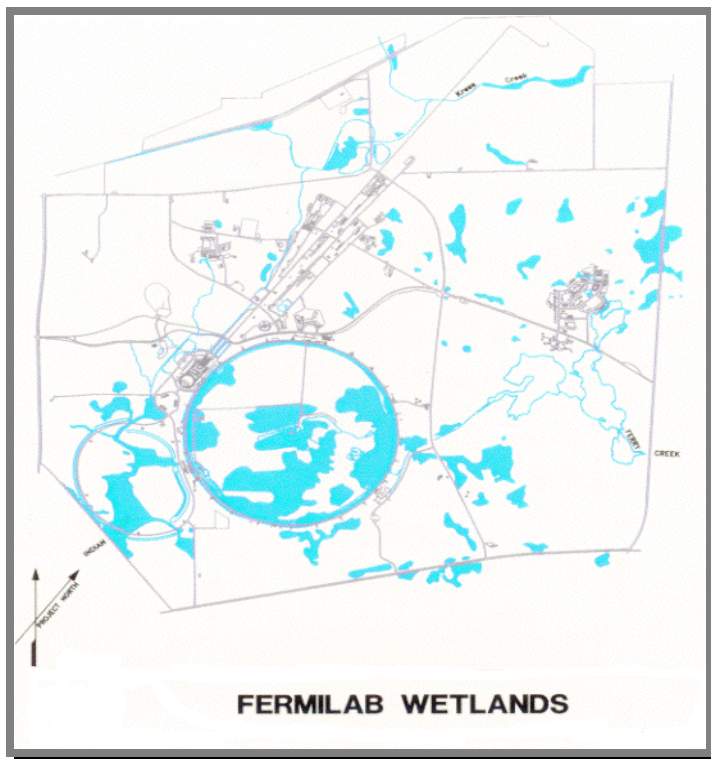 Kress Creek
FERRY
CREEK
INDIAN
PROJECT NORTH
FERMILAB WETLANDS